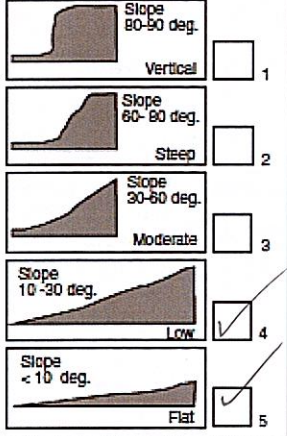 Slope
80-90 deg.
Vertical
1
Slope
60- 80 deg.
Steep
2
Slope
30-60 deg.
Moderate
3
Slope
10 -30 deg.
Low
4
Slope
< 10 deg.
Flat
5